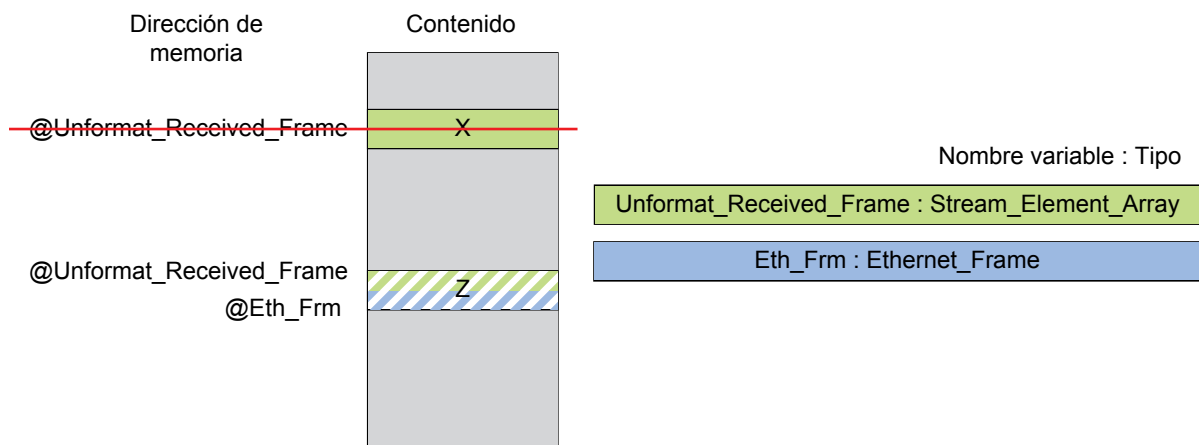 Dirección de
memoria
Contenido
@Unformat_Received_Frame
X
Nombre variable : Tipo
Unformat_Received_Frame : Stream_Element_Array
Eth_Frm : Ethernet_Frame
@Unformat_Received_Frame
@Eth_Frm
Z